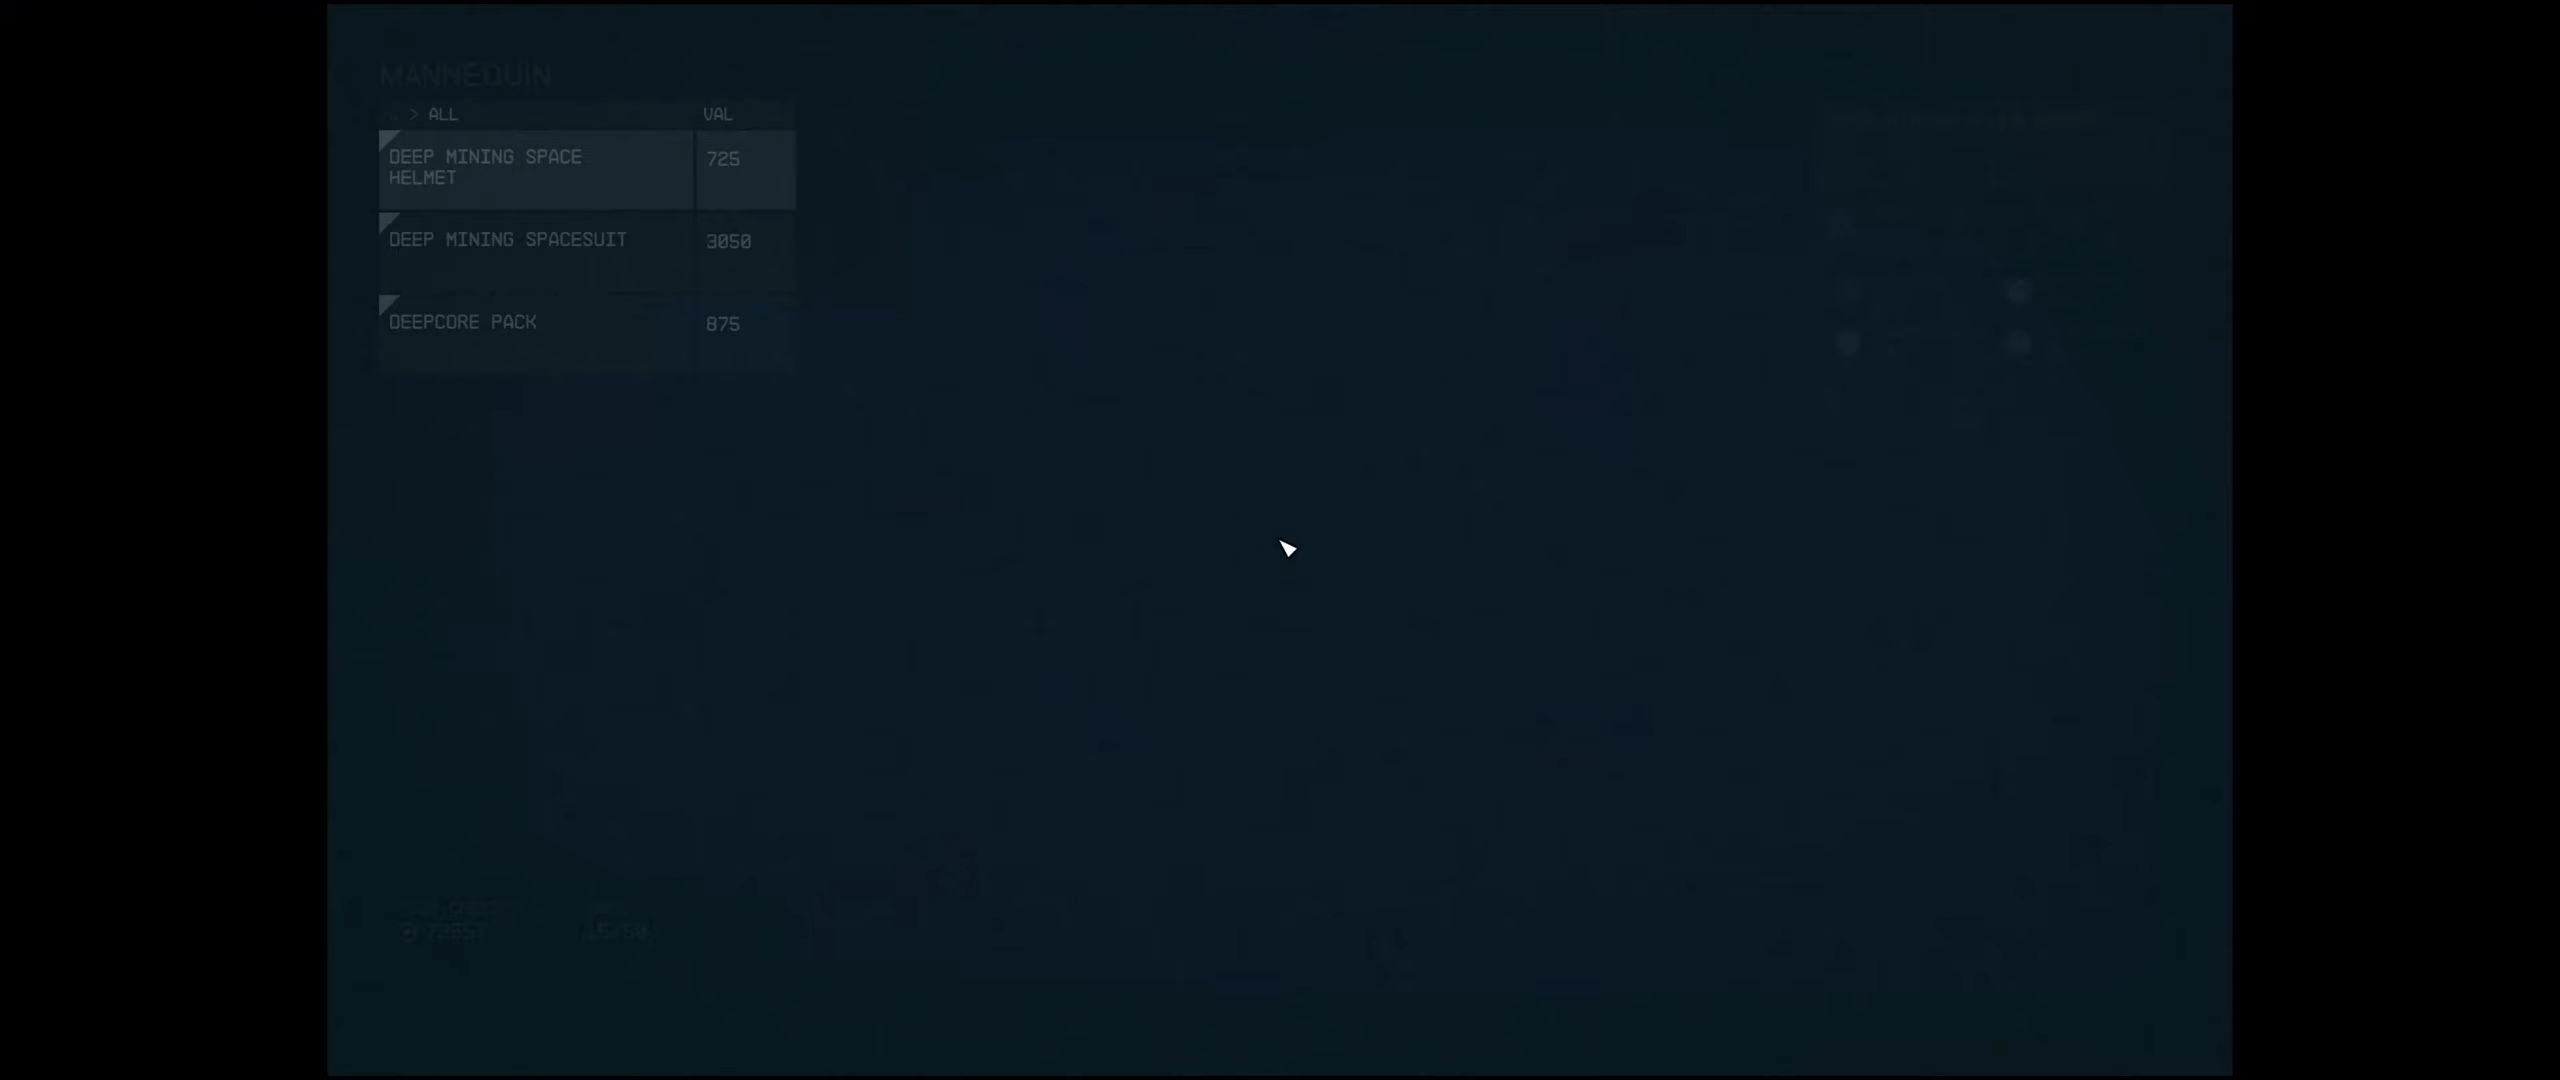 MANNEQUIN
> ALL VAL
DEEP MINING SPACE 725
HELMET
DEEP MINING SPACESUIT 3050
DEEPCORE PACK 875